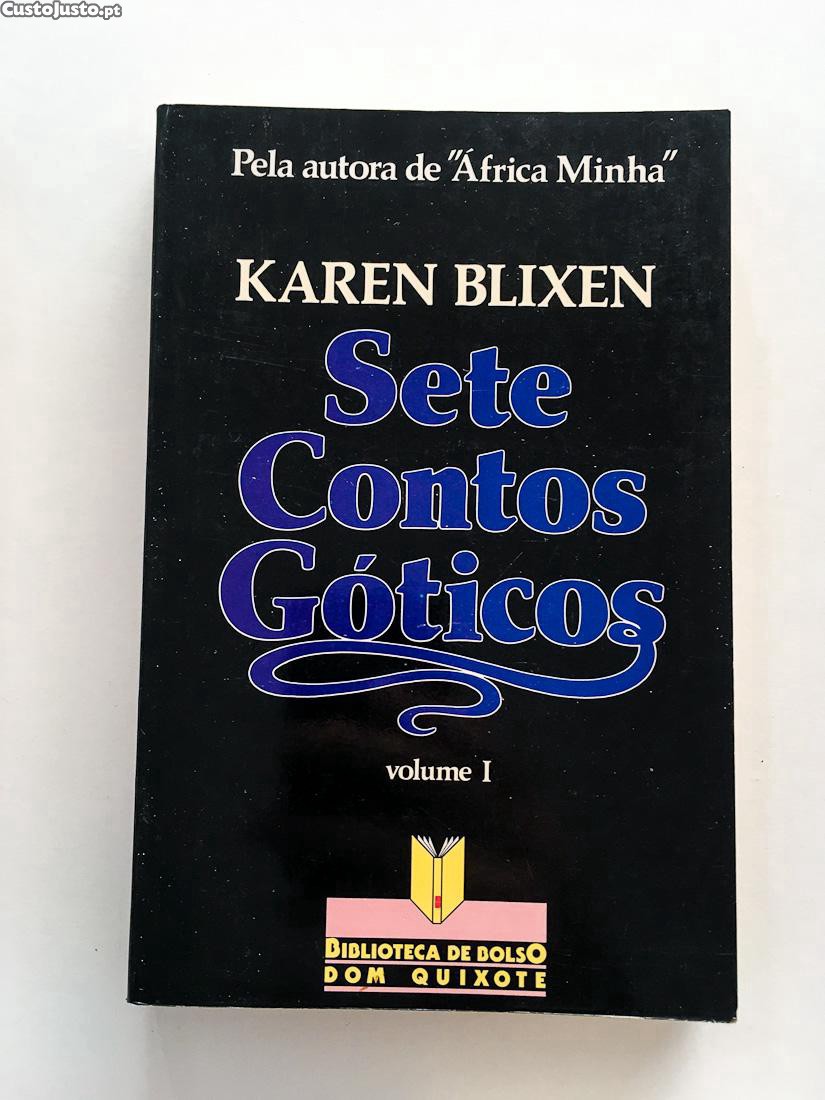 CustoJusto.pt
Pela autora de "África Minha"
KAREN BLIXEN
Sete
Contos
Góticos
volume I
BIBLIOTECA DE BOLSO
DOM QUIXOTE